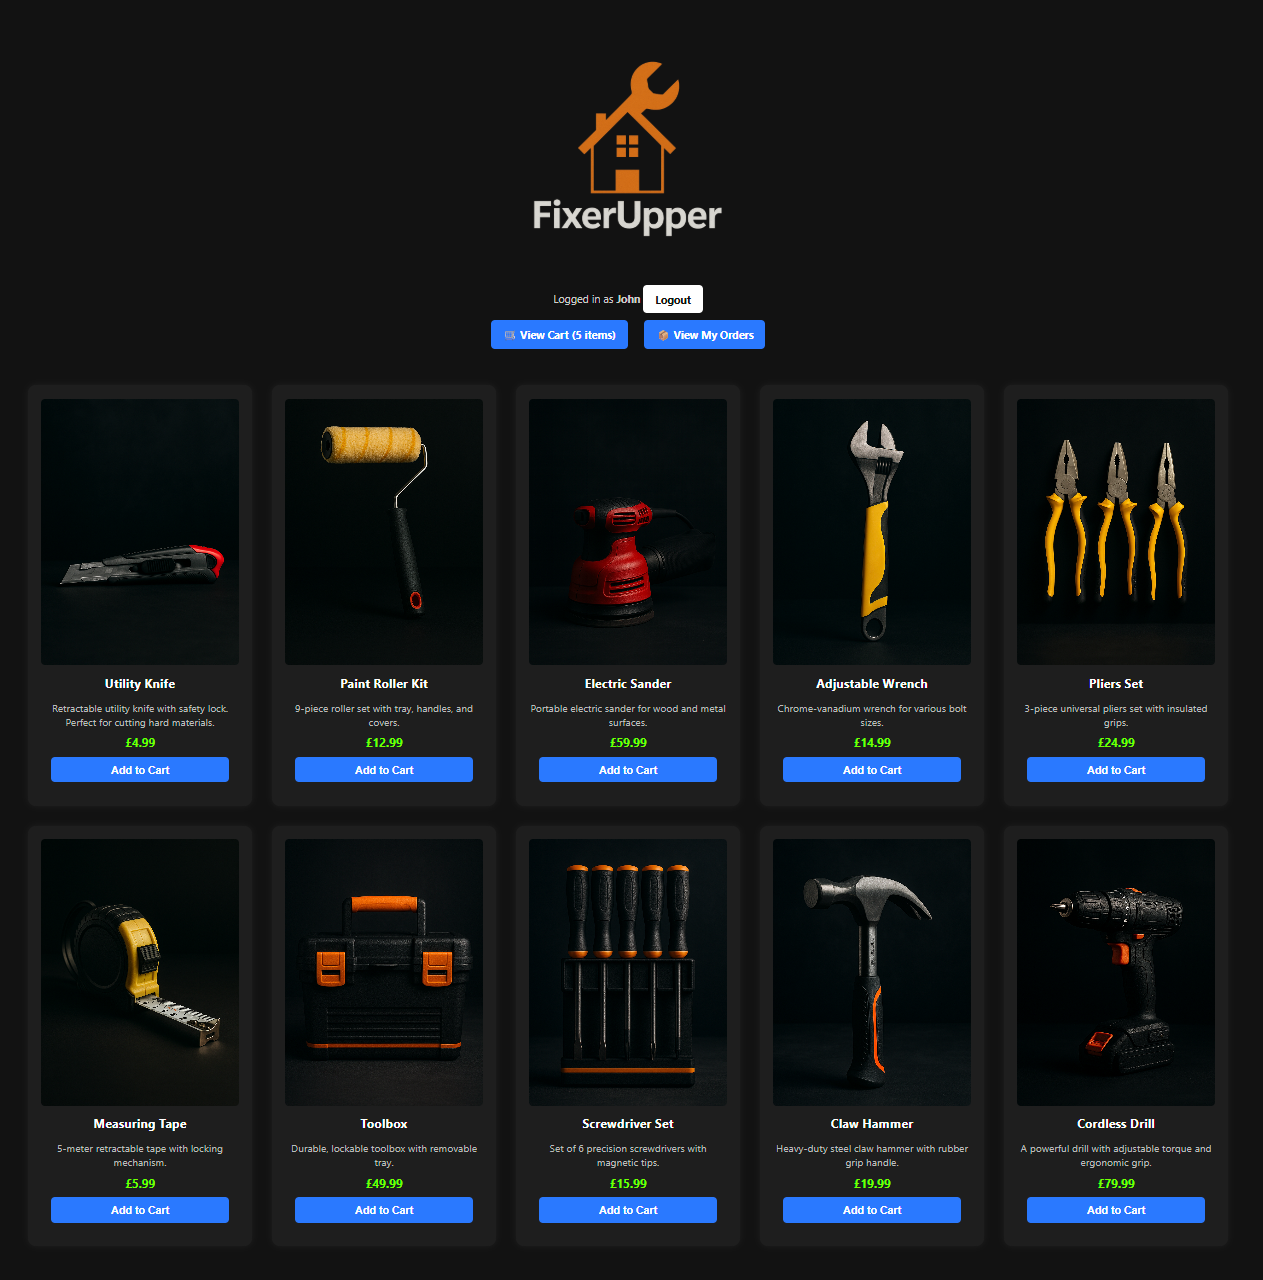 FixerUpper
Logged in as John Logout
View Cart (5 items) View My Orders
Utility Knife
Retractable utility knife with safety lock.
Perfect for cutting hard materials.
£4.99
Add to Cart
Paint Roller Kit
9-piece roller set with tray, handles, and
covers.
£12.99
Add to Cart
Electric Sander
Portable electric sander for wood and metal
surfaces.
£59.99
Add to Cart
Adjustable Wrench
Chrome-vanadium wrench for various bolt
sizes.
£14.99
Add to Cart
Pliers Set
3-piece universal pliers set with insulated
grips.
£24.99
Add to Cart
Measuring Tape
5-meter retractable tape with locking
mechanism.
£5.99
Add to Cart
Toolbox
Durable, lockable toolbox with removable
tray.
£49.99
Add to Cart
Screwdriver Set
Set of 6 precision screwdrivers with
magnetic tips.
£15.99
Add to Cart
Claw Hammer
Heavy-duty steel claw hammer with rubber
grip handle.
£19.99
Add to Cart
Cordless Drill
A powerful drill with adjustable torque and
ergonomic grip.
£79.99
Add to Cart